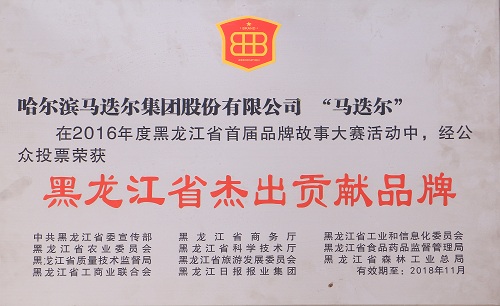 哈尔滨马迭尔集团股份有限公司 “马迭尔”
在2016年度黑龙江省首届品牌故事大赛活动中，经公
众投票荣获
黑龙江省杰出贡献品牌
中共黑龙江省委宣传部 黑龙江省商务厅 黑龙江省工业和信息化委员会
黑龙江省农业委员会 黑龙江省科学技术厅 黑龙江省食品药品监督管理局
黑龙江省质量技术监督局 黑龙江省旅游发展委员会 黑龙江省森林工业总局
黑龙江省工商业联合会 黑龙江日报报业集团 有效期至：2018年11月